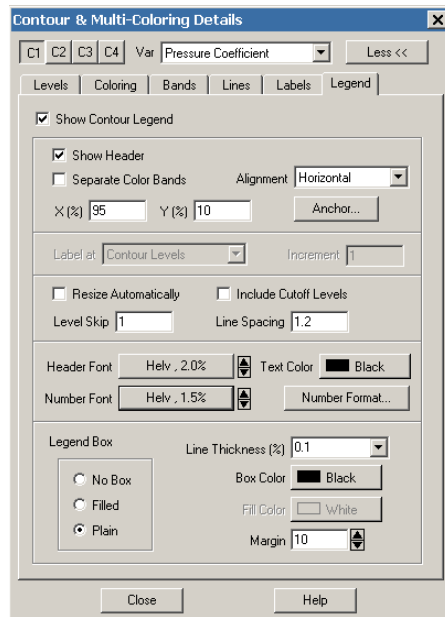 Contour & Multi-Coloring Details
C1 C2 C3 C4 Var Pressure Coefficient Less <<
Levels Coloring Bands Lines Labels Legend
Show Contour Legend
Show Header
Separate Color Bands Alignment Horizontal
X (%) 95 Y (%) 10 Anchor...
Label at Contour Levels Increment 1
Resize Automatically Include Cutoff Levels
Level Skip 1 Line Spacing 1.2
Header Font Helv , 2.0% Text Color Black
Number Font Helv , 1.5% Number Format...
Legend Box Line Thickness (%) 0.1
No Box Box Color Black
Filled Fill Color White
Plain Margin 10
Close Help